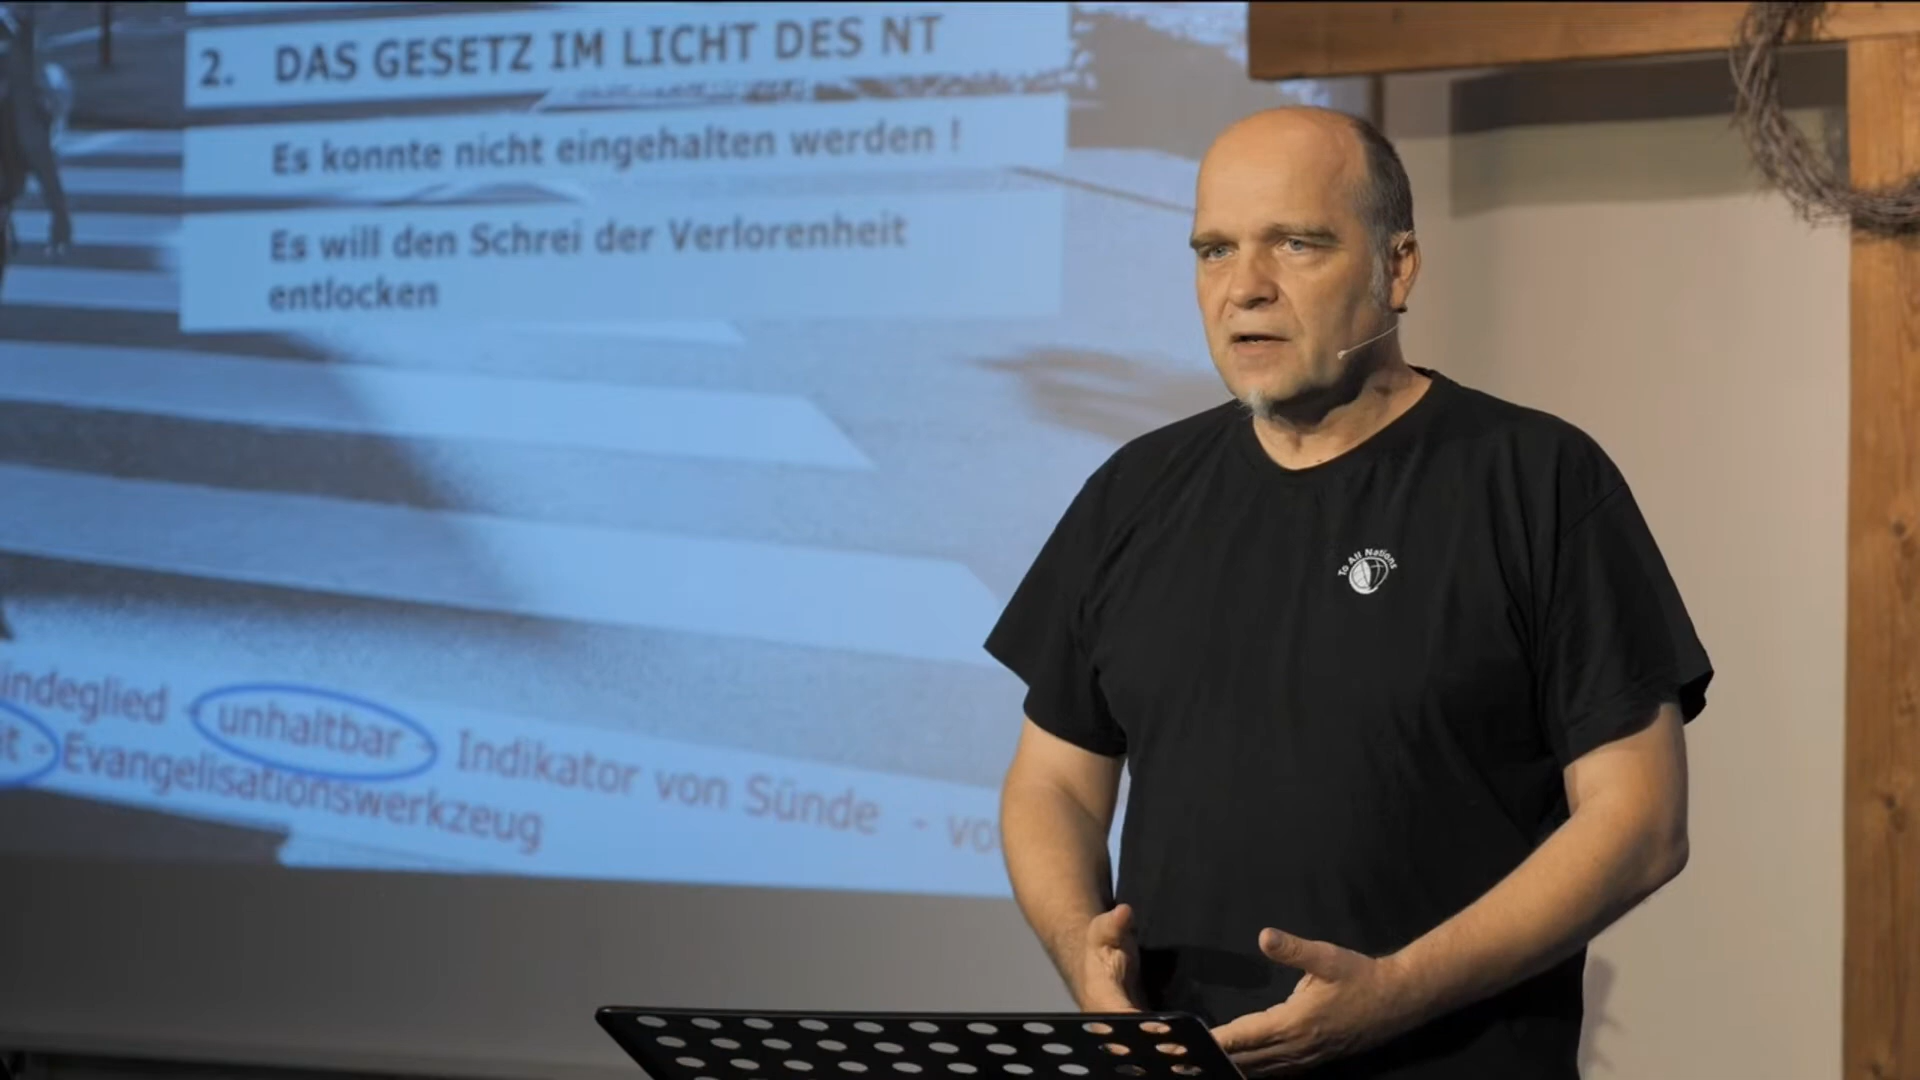 2. DAS GESETZ IM LICHT DES NT
Es konnte nicht eingehalten werden !
Es will den Schrei der Verlorenheit
entlocken
indeglied - unhaltbar - Indikator von Sünde - vo
t - Evangelisationswerkzeug
To All Nations